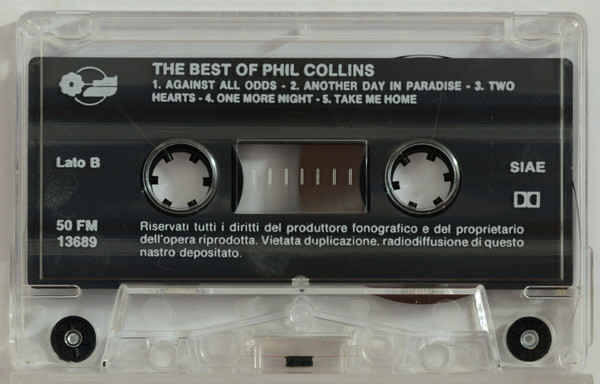 THE BEST OF PHIL COLLINS
1. AGAINST ALL ODDS - 2. ANOTHER DAY IN PARADISE - 3. TWO
HEARTS - 4. ONE MORE NIGHT - 5. TAKE ME HOME
Lato B
SIAE
50 FM
13689
Riservati tutti i diritti del produttore fonografico e del proprietario
dell'opera riprodotta. Vietata duplicazione, radiodiffusione di questo
nastro depositato.